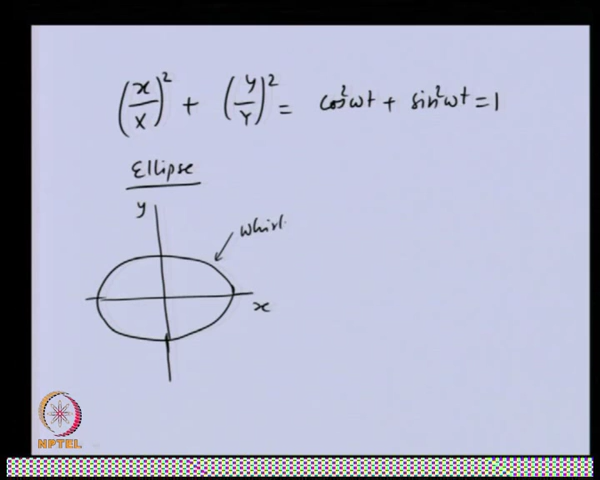 (x/X)² + (y/Y)² = cos²ωt + sin²ωt = 1
Ellipse
y
whirl
x
NPTEL